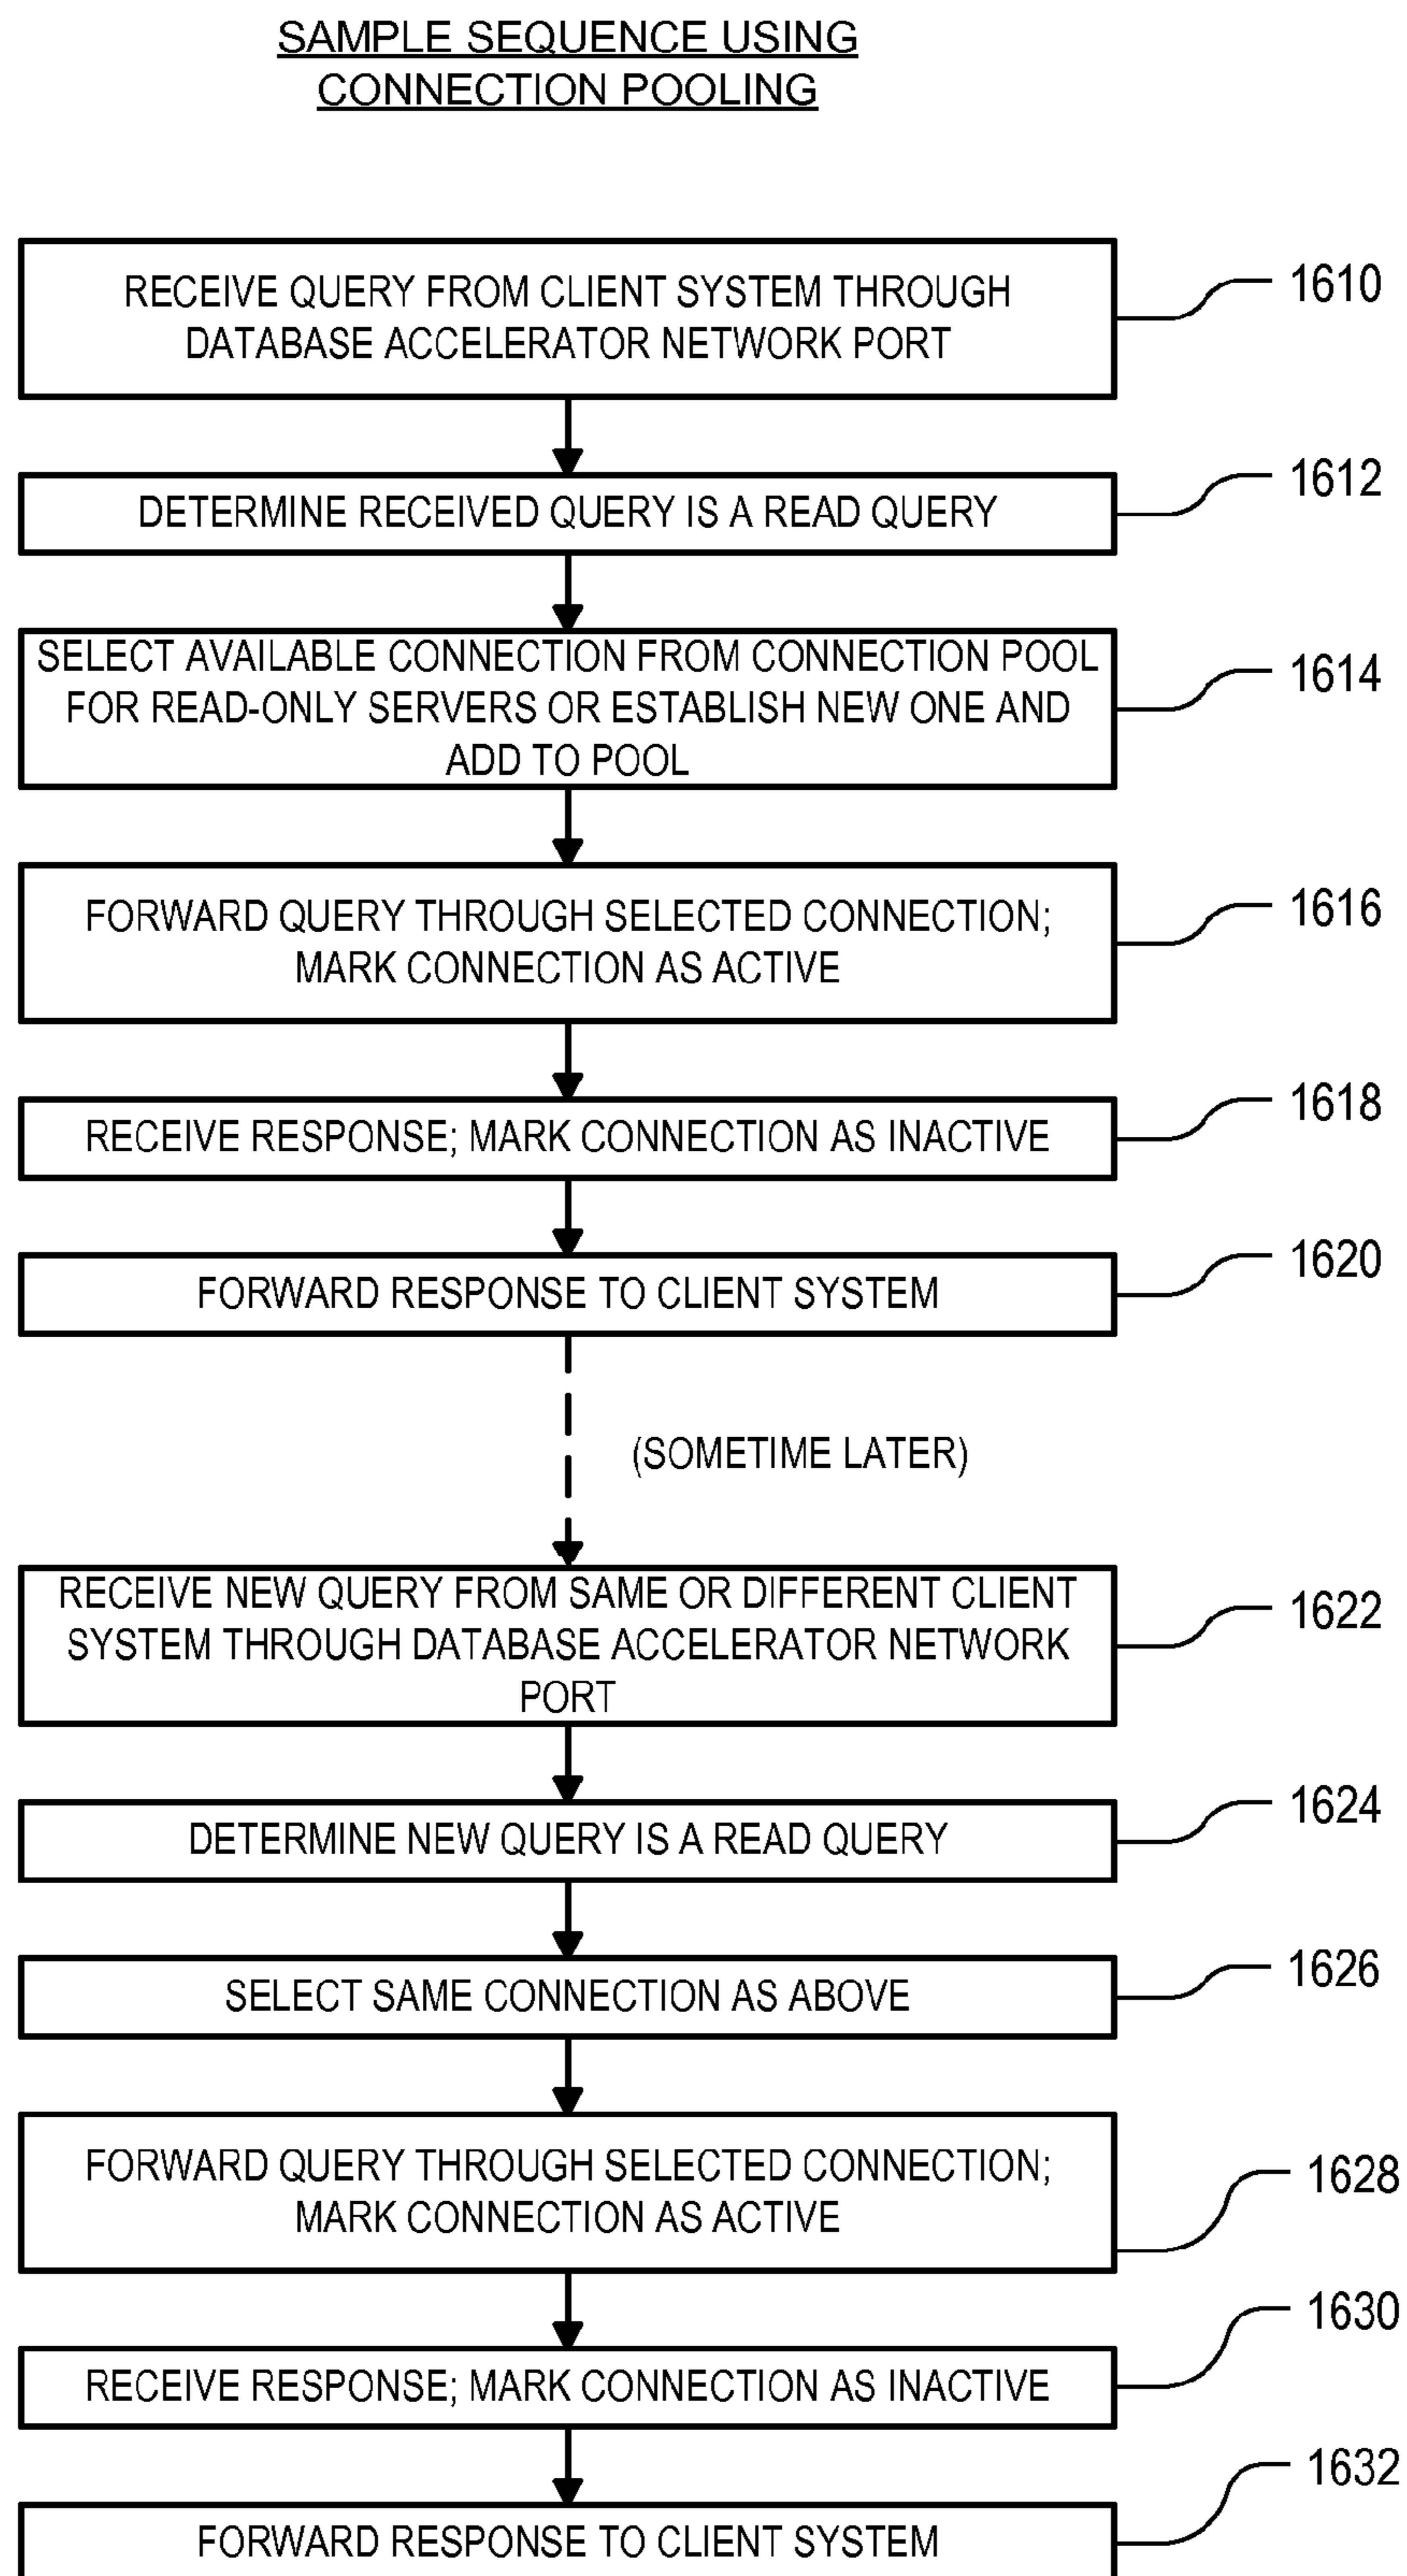 SAMPLE SEQUENCE USING
CONNECTION POOLING
RECEIVE QUERY FROM CLIENT SYSTEM THROUGH
DATABASE ACCELERATOR NETWORK PORT
1610
DETERMINE RECEIVED QUERY IS A READ QUERY
1612
SELECT AVAILABLE CONNECTION FROM CONNECTION POOL
FOR READ-ONLY SERVERS OR ESTABLISH NEW ONE AND
ADD TO POOL
1614
FORWARD QUERY THROUGH SELECTED CONNECTION;
MARK CONNECTION AS ACTIVE
1616
RECEIVE RESPONSE; MARK CONNECTION AS INACTIVE
1618
FORWARD RESPONSE TO CLIENT SYSTEM
1620
(SOMETIME LATER)
RECEIVE NEW QUERY FROM SAME OR DIFFERENT CLIENT
SYSTEM THROUGH DATABASE ACCELERATOR NETWORK
PORT
1622
DETERMINE NEW QUERY IS A READ QUERY
1624
SELECT SAME CONNECTION AS ABOVE
1626
FORWARD QUERY THROUGH SELECTED CONNECTION;
MARK CONNECTION AS ACTIVE
1628
RECEIVE RESPONSE; MARK CONNECTION AS INACTIVE
1630
FORWARD RESPONSE TO CLIENT SYSTEM
1632